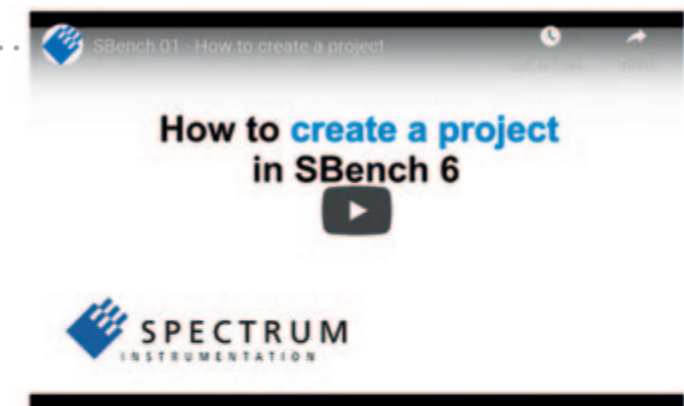 SBench 01 - How to create a project
How to create a project
in SBench 6
SPECTRUM
INSTRUMENTATION